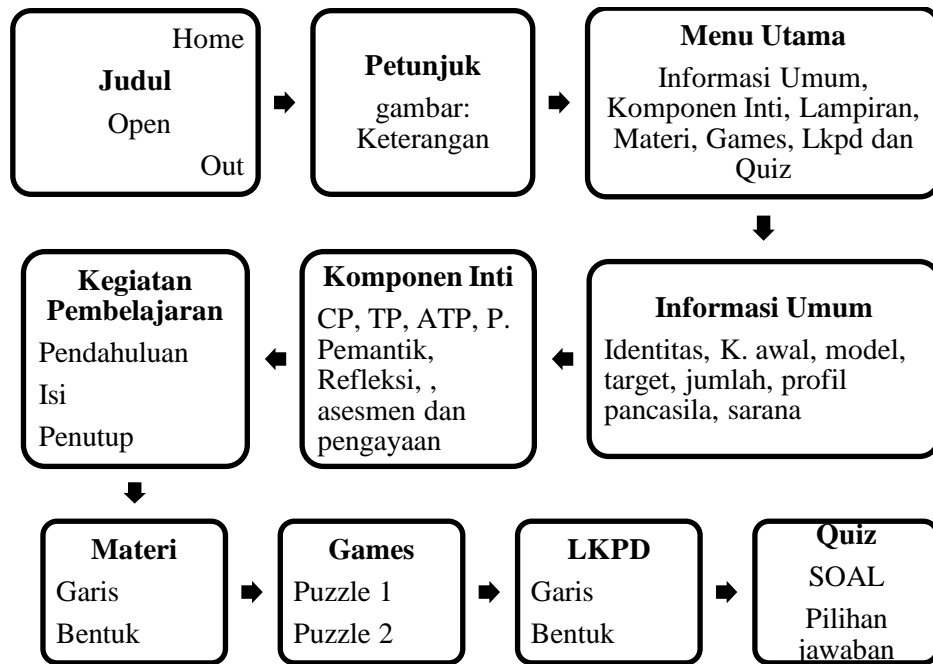 Home
Judul
Open
Out
Petunjuk
gambar:
Keterangan
Menu Utama
Informasi Umum,
Komponen Inti, Lampiran,
Materi, Games, Lkpd dan
Quiz
Informasi Umum
Identitas, K. awal, model,
target, jumlah, profil
pancasila, sarana
Komponen Inti
CP, TP, ATP, P.
Pemantik,
Refleksi, ,
asesmen dan
pengayaan
Kegiatan
Pembelajaran
Pendahuluan
Isi
Penutup
Materi
Garis
Bentuk
Games
Puzzle 1
Puzzle 2
LKPD
Garis
Bentuk
Quiz
SOAL
Pilihan
jawaban